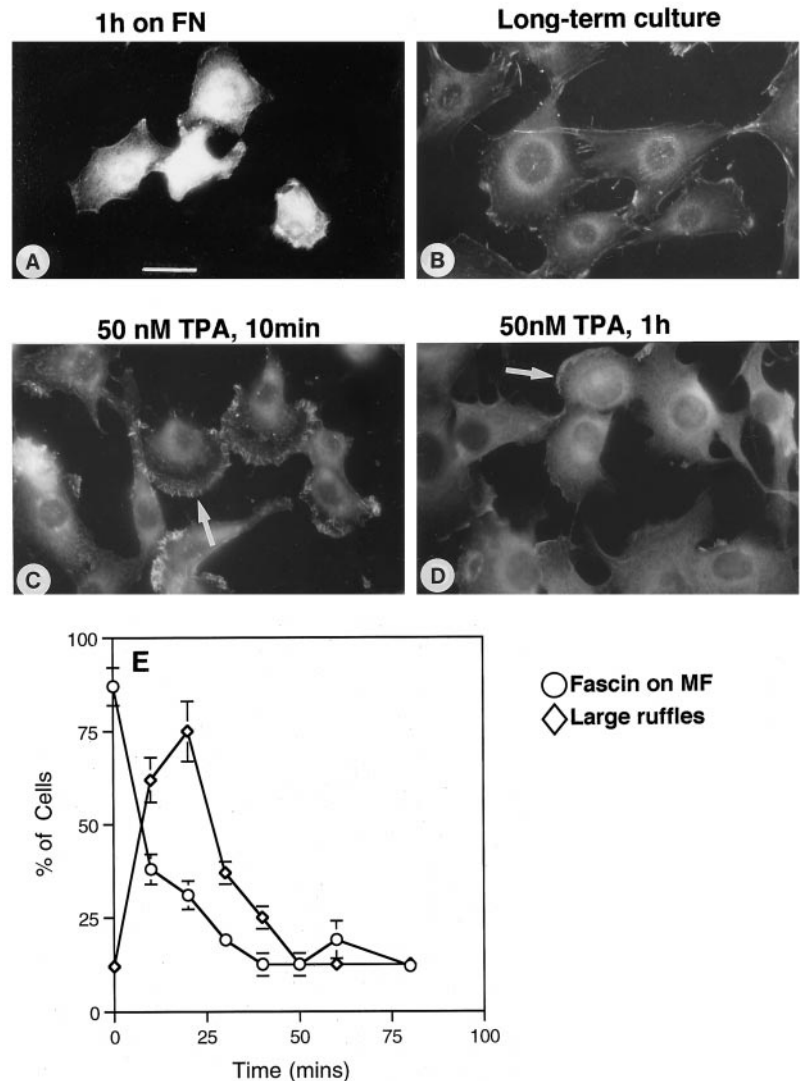 1h on FN
Long-term culture
A
B
50 nM TPA, 10min
50nM TPA, 1h
C
D
100
75
50
25
0
% of Cells
E
0
25
50
75
100
Time (mins)
Fascin on MF
Large ruffles